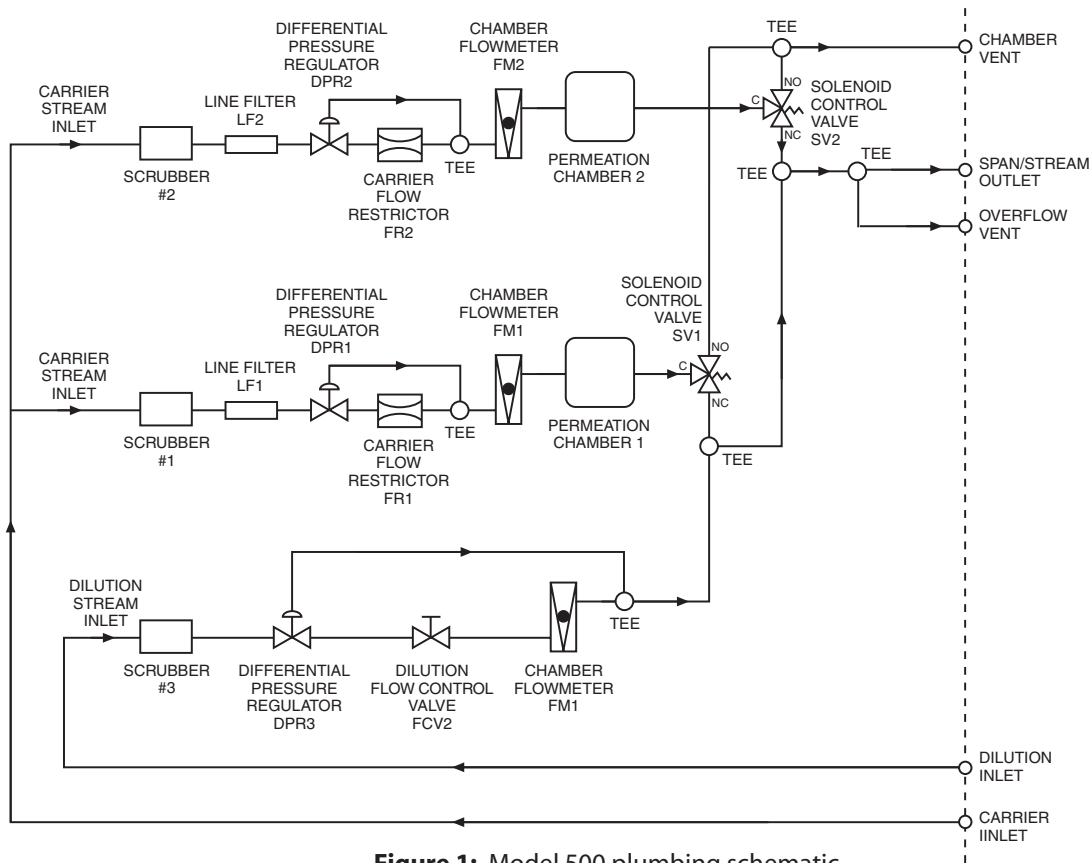 TEE
CHAMBER
VENT
DIFFERENTIAL
PRESSURE
REGULATOR
DPR2
CHAMBER
FLOWMETER
FM2
CARRIER
STREAM
INLET
LINE FILTER
LF2
NO
C
NC
SOLENOID
CONTROL
VALVE
SV2
SCRUBBER
#2
TEE
CARRIER
FLOW
RESTRICTOR
FR2
PERMEATION
CHAMBER 2
TEE
TEE
SPAN/STREAM
OUTLET
OVERFLOW
VENT
DIFFERENTIAL
PRESSURE
REGULATOR
DPR1
CHAMBER
FLOWMETER
FM1
SOLENOID
CONTROL
VALVE
SV1
CARRIER
STREAM
INLET
LINE FILTER
LF1
NO
C
NC
SCRUBBER
#1
TEE
CARRIER
FLOW
RESTRICTOR
FR1
PERMEATION
CHAMBER 1
TEE
DILUTION
STREAM
INLET
TEE
SCRUBBER
#3
DIFFERENTIAL
PRESSURE
REGULATOR
DPR3
DILUTION
FLOW CONTROL
VALVE
FCV2
CHAMBER
FLOWMETER
FM1
DILUTION
INLET
CARRIER
IINLET
Figure 1: Model 500 plumbing schematic